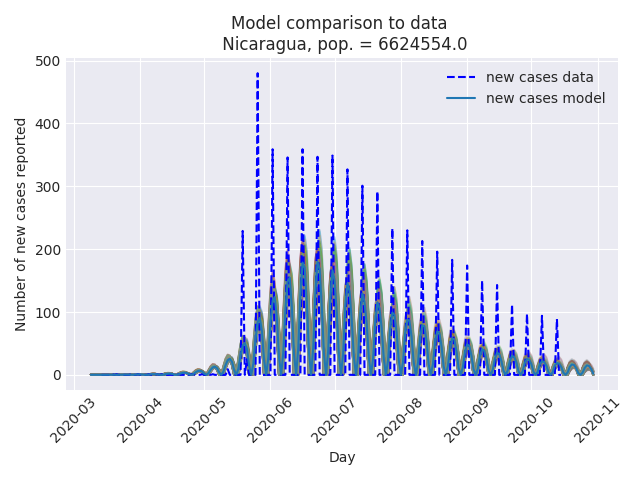 Model comparison to data
Nicaragua, pop. = 6624554.0
new cases data
new cases model
Number of new cases reported
500
400
300
200
100
0
2020-03
2020-04
2020-05
2020-06
2020-07
2020-08
2020-09
2020-10
2020-11
Day